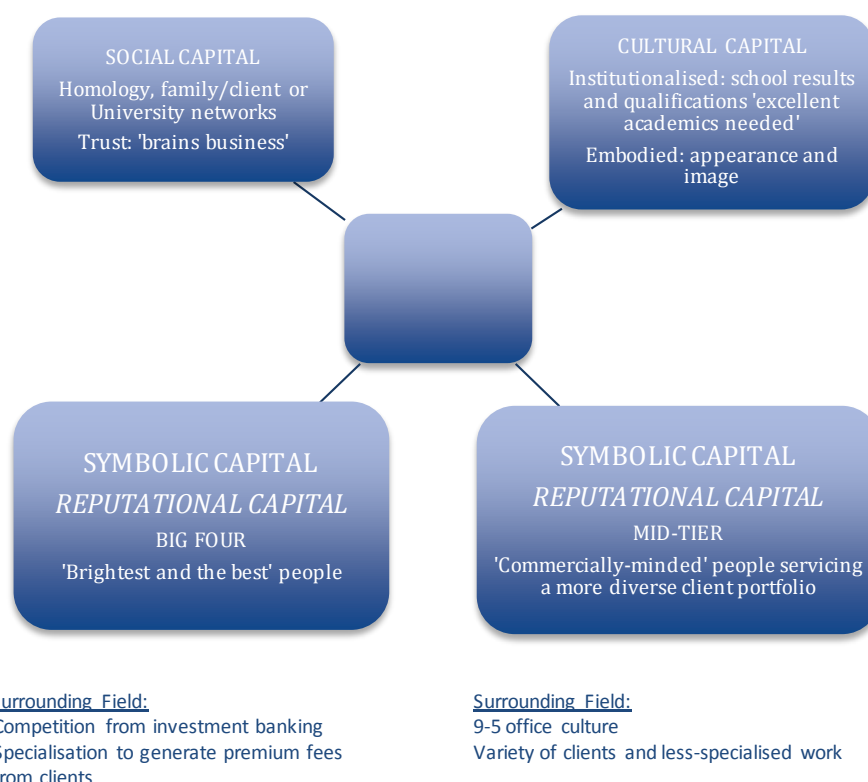 SOCIAL CAPITAL
Homology, family/client or
University networks
Trust: 'brains business'
CULTURAL CAPITAL
Institutionalised: school results
and qualifications 'excellent
academics needed'
Embodied: appearance and
image
SYMBOLIC CAPITAL
REPUTATIONAL CAPITAL
BIG FOUR
'Brightest and the best' people
SYMBOLIC CAPITAL
REPUTATIONAL CAPITAL
MID-TIER
'Commercially-minded' people servicing
a more diverse client portfolio
Surrounding Field:
Competition from investment banking
Specialisation to generate premium fees
from clients
Surrounding Field:
9-5 office culture
Variety of clients and less-specialised work